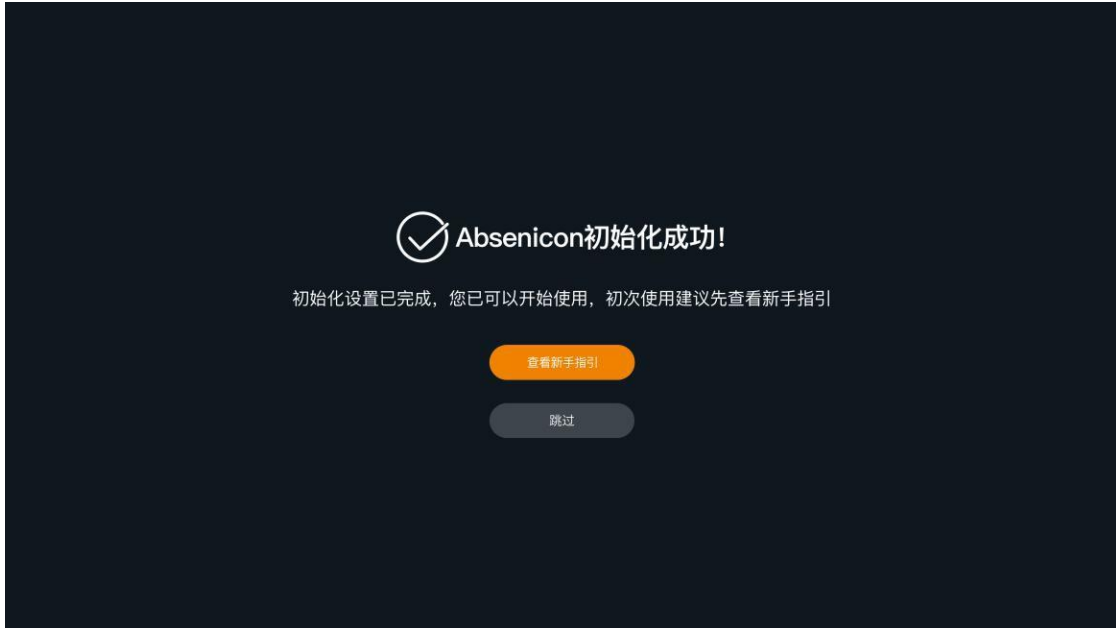 Absenicon初始化成功!
初始化设置已完成，您已可以开始使用，初次使用建议先查看新手指引
查看新手指引
跳过